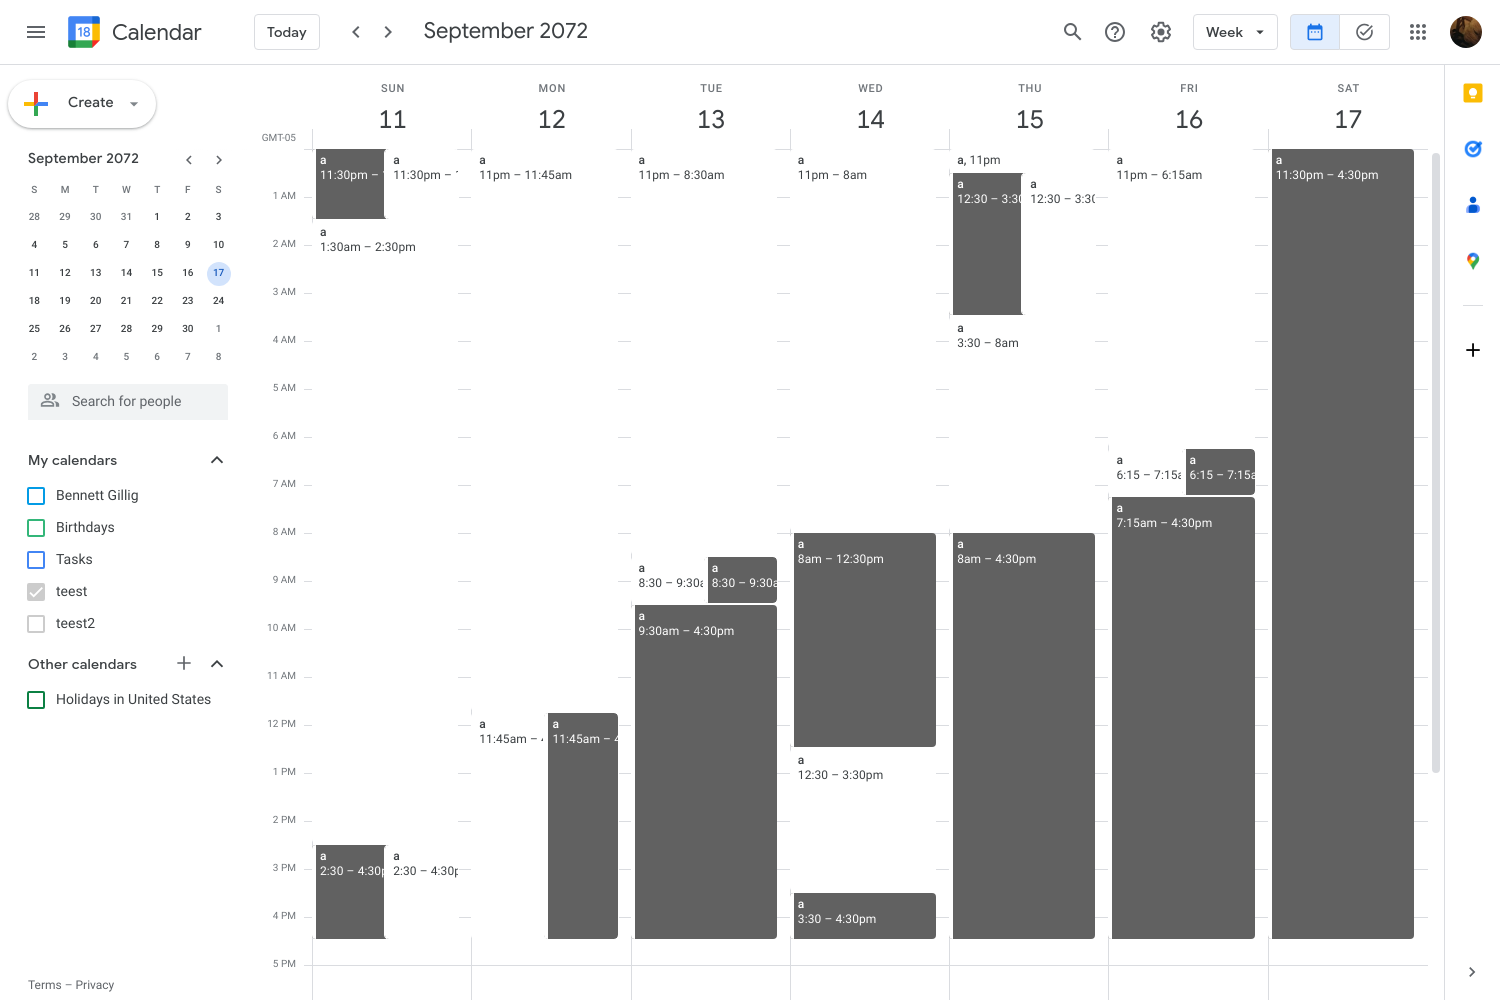 18 Calendar
Today
September 2072
Week
Create
September 2072
S M T W T F S
28 29 30 31 1 2 3
4 5 6 7 8 9 10
11 12 13 14 15 16 17
18 19 20 21 22 23 24
25 26 27 28 29 30 1
2 3 4 5 6 7 8
Search for people
My calendars
Bennett Gillig
Birthdays
Tasks
teest
teest2
Other calendars
Holidays in United States
Terms – Privacy
GMT-05
1 AM
2 AM
3 AM
4 AM
5 AM
6 AM
7 AM
8 AM
9 AM
10 AM
11 AM
12 PM
1 PM
2 PM
3 PM
4 PM
5 PM
SUN
11
a
11:30pm –
a
11:30pm –
a
1:30am – 2:30pm
a
2:30 – 4:30p
a
2:30 – 4:30p
MON
12
a
11pm – 11:45am
a
11:45am –
a
11:45am – 4
TUE
13
a
11pm – 8:30am
a
8:30 – 9:30a
a
8:30 – 9:30a
a
9:30am – 4:30pm
WED
14
a
11pm – 8am
a
8am – 12:30pm
a
12:30 – 3:30pm
a
3:30 – 4:30pm
THU
15
a, 11pm
a
12:30 – 3:30
a
12:30 – 3:30
a
3:30 – 8am
a
8am – 4:30pm
FRI
16
a
11pm – 6:15am
a
6:15 – 7:15a
a
6:15 – 7:15a
a
7:15am – 4:30pm
SAT
17
a
11:30pm – 4:30pm